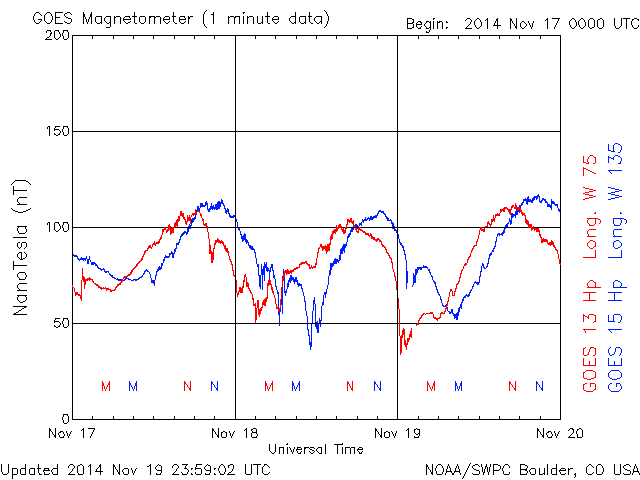 GOES Magnetometer (1 minute data)
Begin: 2014 Nov 17 0000 UTC
200
150
100
50
0
NanoTesla (nT)
M M N N M M N N M M N N
Nov 17 Nov 18 Nov 19 Nov 20
Universal Time
GOES 13 Hp Long. W 75
GOES 15 Hp Long. W 135
Updated 2014 Nov 19 23:59:02 UTC
NOAA/SWPC Boulder, CO USA